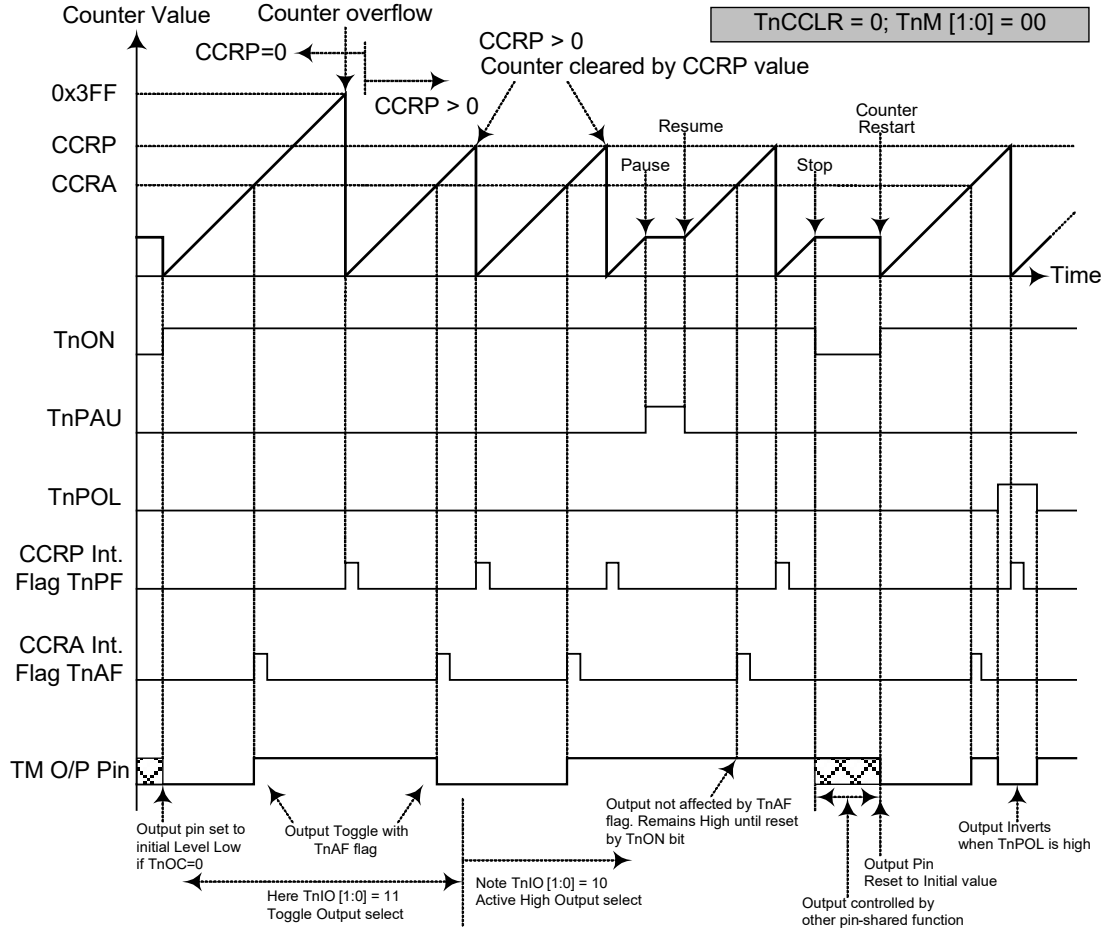 Counter Value
Counter overflow
TnCCLR = 0; TnM [1:0] = 00
CCRP=0
CCRP > 0
CCRP > 0
Counter cleared by CCRP value
0x3FF
CCRP
CCRA
Pause
Resume
Stop
Counter
Restart
Time
TnON
TnPAU
TnPOL
CCRP Int.
Flag TnPF
CCRA Int.
Flag TnAF
TM O/P Pin
Output pin set to
initial Level Low
if TnOC=0
Output Toggle with
TnAF flag
Here TnIO [1:0] = 11
Toggle Output select
Note TnIO [1:0] = 10
Active High Output select
Output not affected by TnAF
flag. Remains High until reset
by TnON bit
Output controlled by
other pin-shared function
Output Pin
Reset to Initial value
Output Inverts
when TnPOL is high